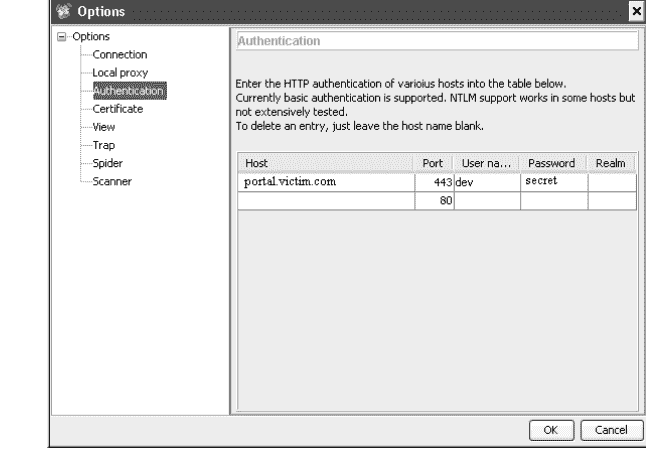 Options
Options
Connection
Local proxy
Authentication
Certificate
View
Trap
Spider
Scanner
Authentication
Enter the HTTP authentication of varioius hosts into the table below.
Currently basic authentication is supported. NTLM support works in some hosts but
not extensively tested.
To delete an entry, just leave the host name blank.
Host Port User na... Password Realm
portal.victim.com 443 dev secret
80
OK Cancel